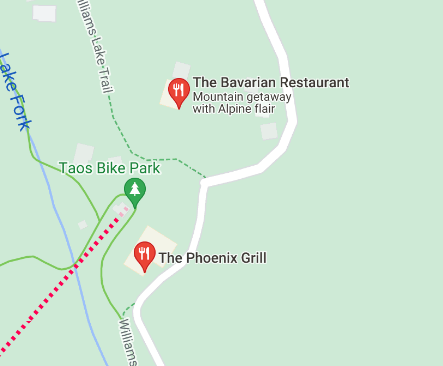 illiams Lake Trail
The Bavarian Restaurant
Mountain getaway
with Alpine flair
Lake Fork
Taos Bike Park
The Phoenix Grill
Williams